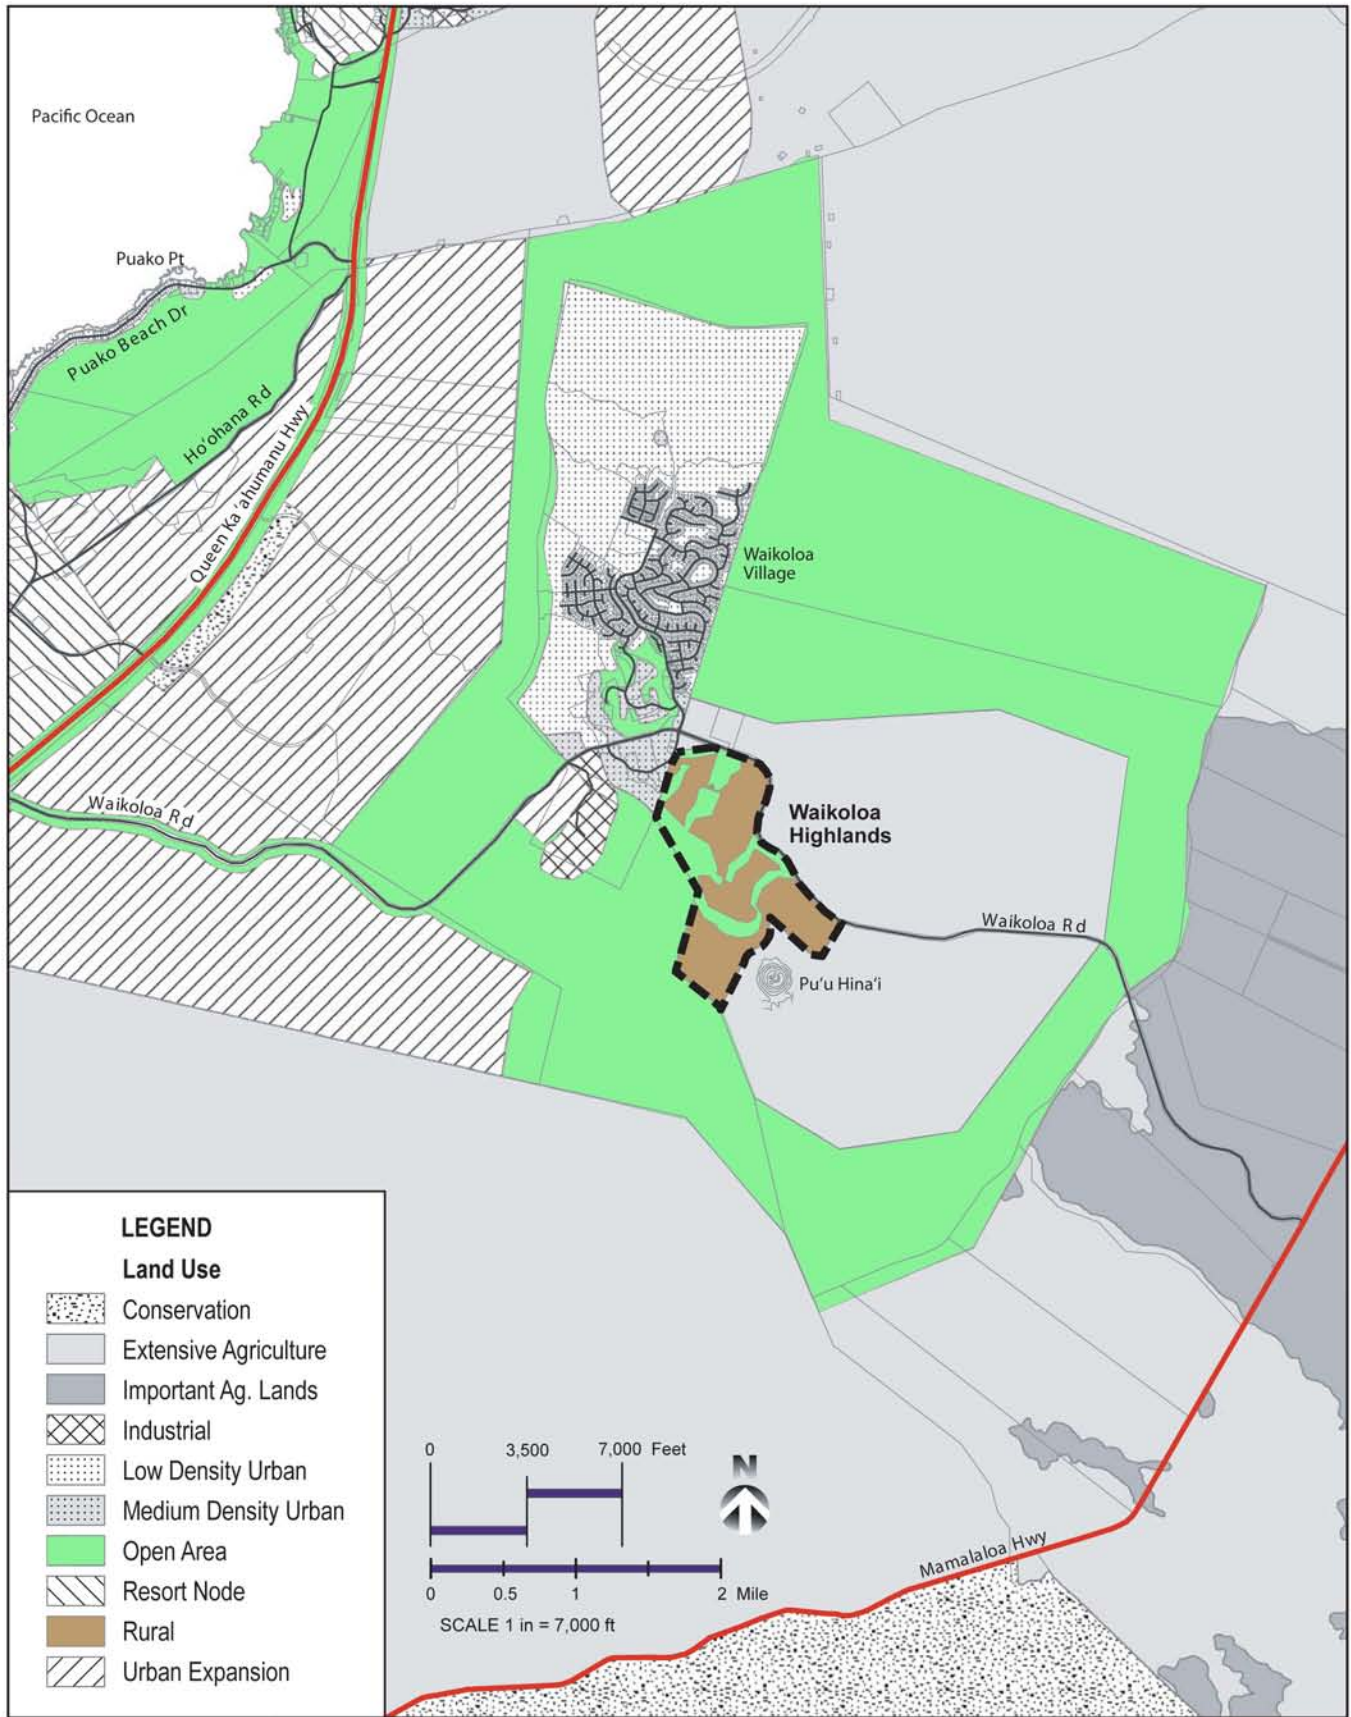 Pacific Ocean
Puako Pt
Puako Beach Dr
Ho'ohana Rd
Queen Ka'ahumanu Hwy
Waikoloa
Village
Waikoloa Rd
Waikoloa
Highlands
Waikoloa Rd
Pu'u Hina'i
LEGEND
Land Use
Conservation
Extensive Agriculture
Important Ag. Lands
Industrial
Low Density Urban
Medium Density Urban
Open Area
Resort Node
Rural
Urban Expansion
0 3,500 7,000 Feet
N
0 0.5 1 2 Mile
SCALE 1 in = 7,000 ft
Mamalaloa Hwy